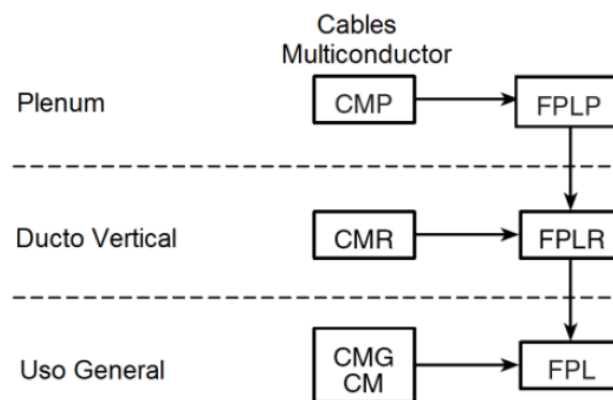 Cables
Multiconductor
Plenum
CMP
FPLP
Ducto Vertical
CMR
FPLR
Uso General
CMG
CM
FPL